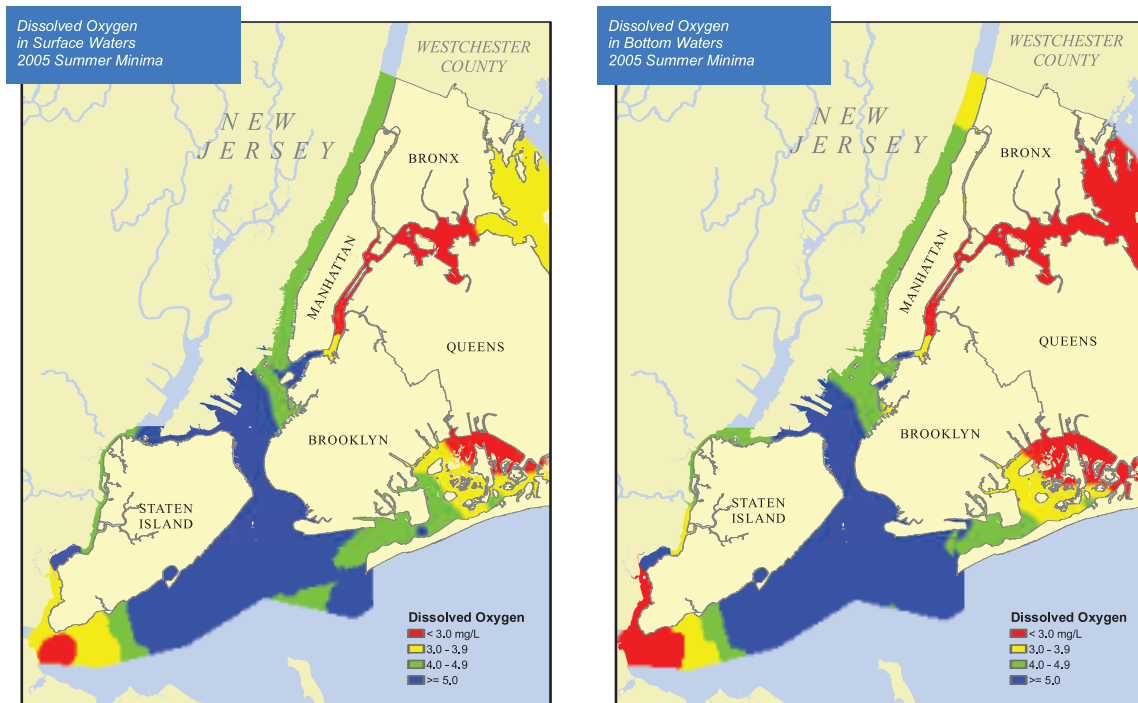 Dissolved Oxygen
in Surface Waters
2005 Summer Minima
WESTCHESTER
COUNTY
NEW
JERSEY
BRONX
MANHATTAN
QUEENS
BROOKLYN
STATEN
ISLAND
Dissolved Oxygen
< 3.0 mg/L
3.0 - 3.9
4.0 - 4.9
>= 5.0
Dissolved Oxygen
in Bottom Waters
2005 Summer Minima
WESTCHESTER
COUNTY
NEW
JERSEY
BRONX
MANHATTAN
QUEENS
BROOKLYN
STATEN
ISLAND
Dissolved Oxygen
< 3.0 mg/L
3.0 - 3.9
4.0 - 4.9
>= 5.0